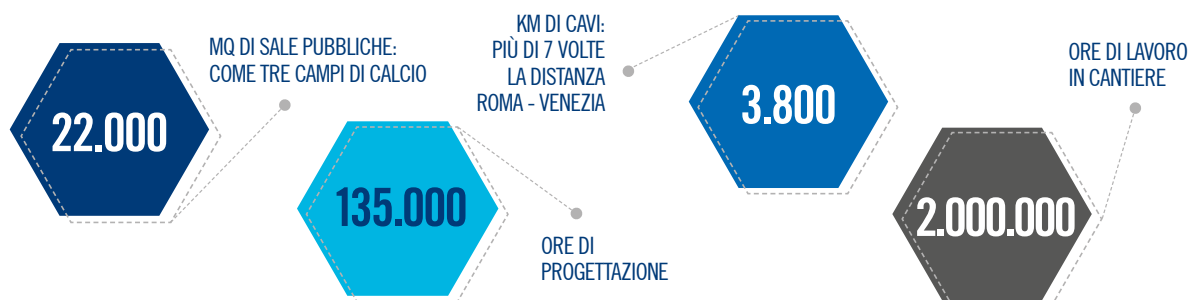 22.000
MQ DI SALE PUBBLICHE:
COME TRE CAMPI DI CALCIO
135.000
ORE DI
PROGETTAZIONE
KM DI CAVI:
PIÙ DI 7 VOLTE
LA DISTANZA
ROMA - VENEZIA
3.800
2.000.000
ORE DI LAVORO
IN CANTIERE